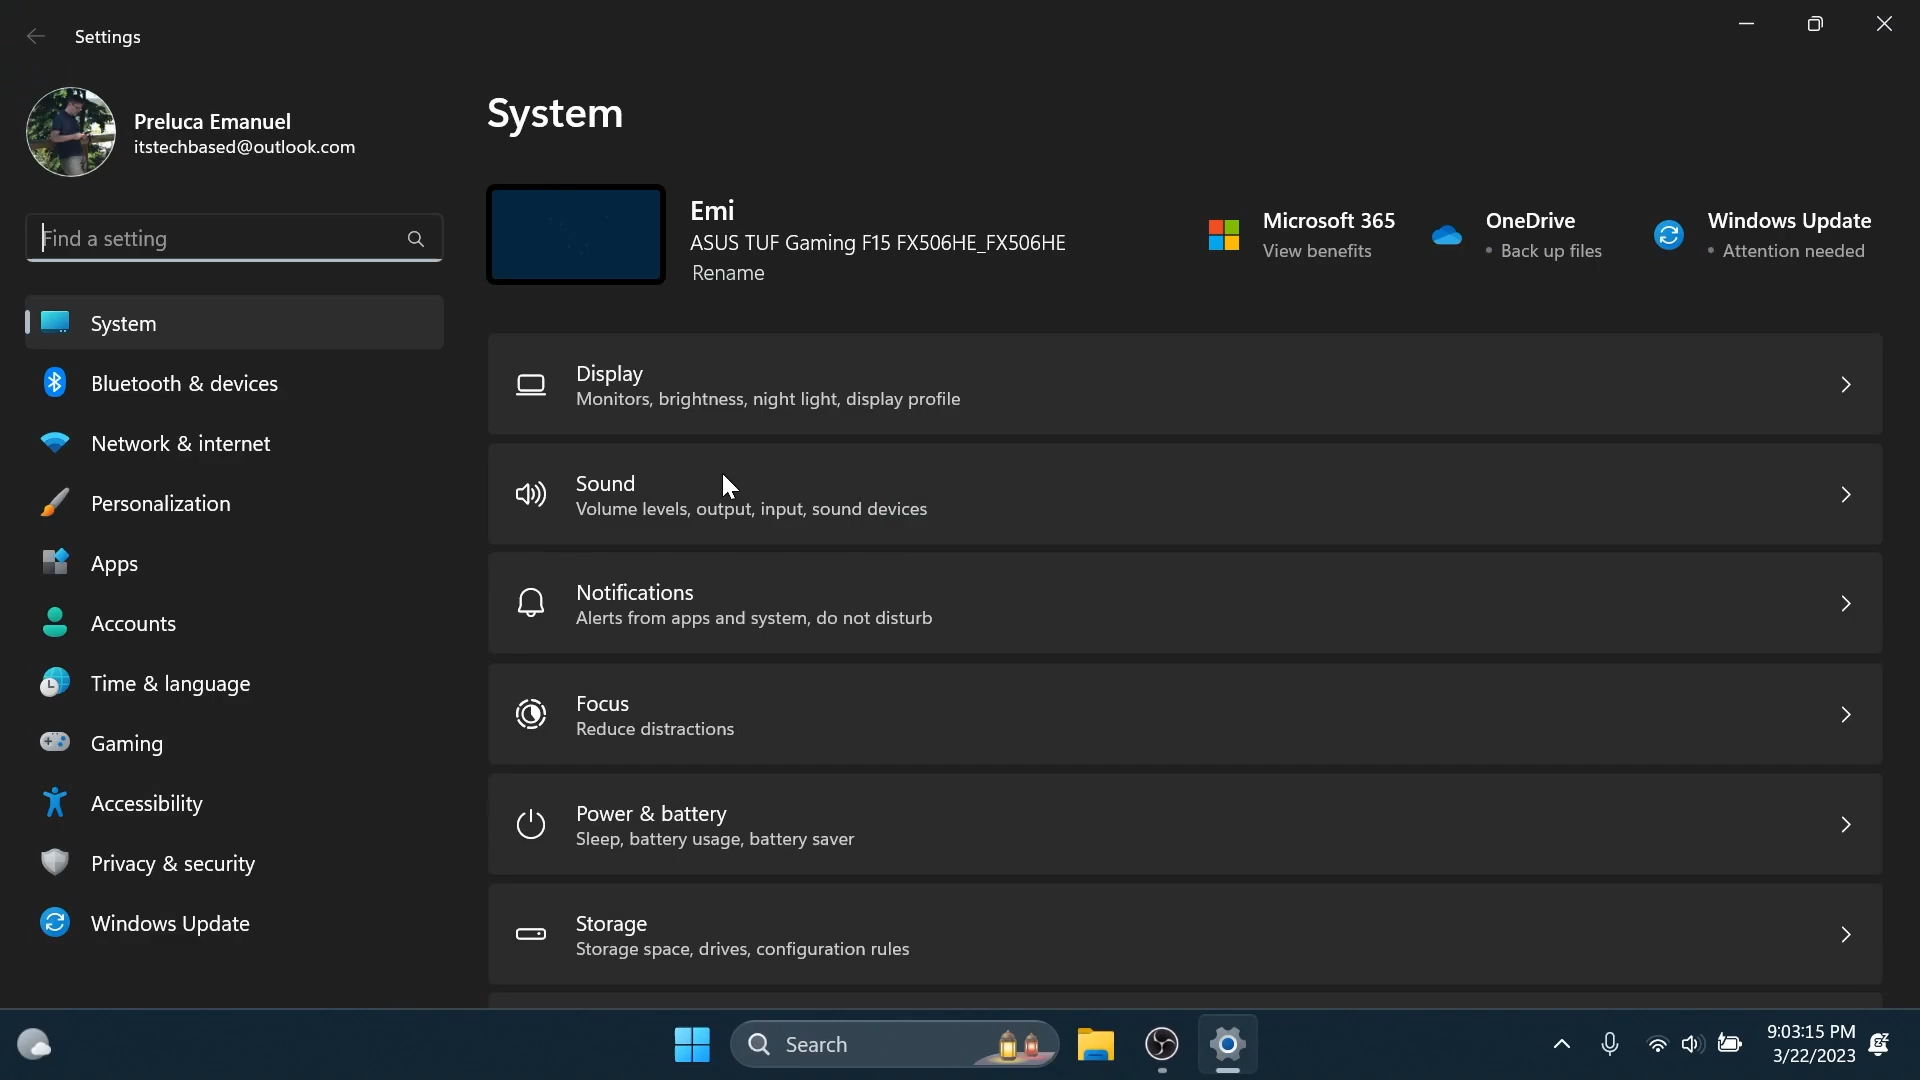 Settings
Preluca Emanuel
itstechbased@outlook.com
Find a setting
System
Bluetooth & devices
Network & internet
Personalization
Apps
Accounts
Time & language
Gaming
Accessibility
Privacy & security
Windows Update
System
Emi
ASUS TUF Gaming F15 FX506HE_FX506HE
Rename
Microsoft 365
View benefits
OneDrive
• Back up files
Windows Update
• Attention needed
Display
Monitors, brightness, night light, display profile
Sound
Volume levels, output, input, sound devices
Notifications
Alerts from apps and system, do not disturb
Focus
Reduce distractions
Power & battery
Sleep, battery usage, battery saver
Storage
Storage space, drives, configuration rules
Search
9:03:15 PM
3/22/2023